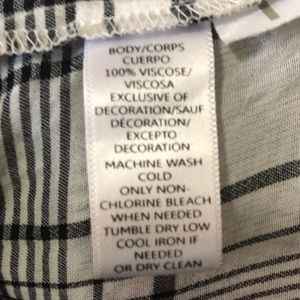 BODY/CORPS
CUERPO
100% VISCOSE/
VISCOSA
EXCLUSIVE OF
DECORATION/SAUF
DÉCORATION/
EXCEPTO
DECORATIÓN
MACHINE WASH
COLD
ONLY NON-
CHLORINE BLEACH
WHEN NEEDED
TUMBLE DRY LOW
COOL IRON IF
NEEDED
OR DRY CLEAN